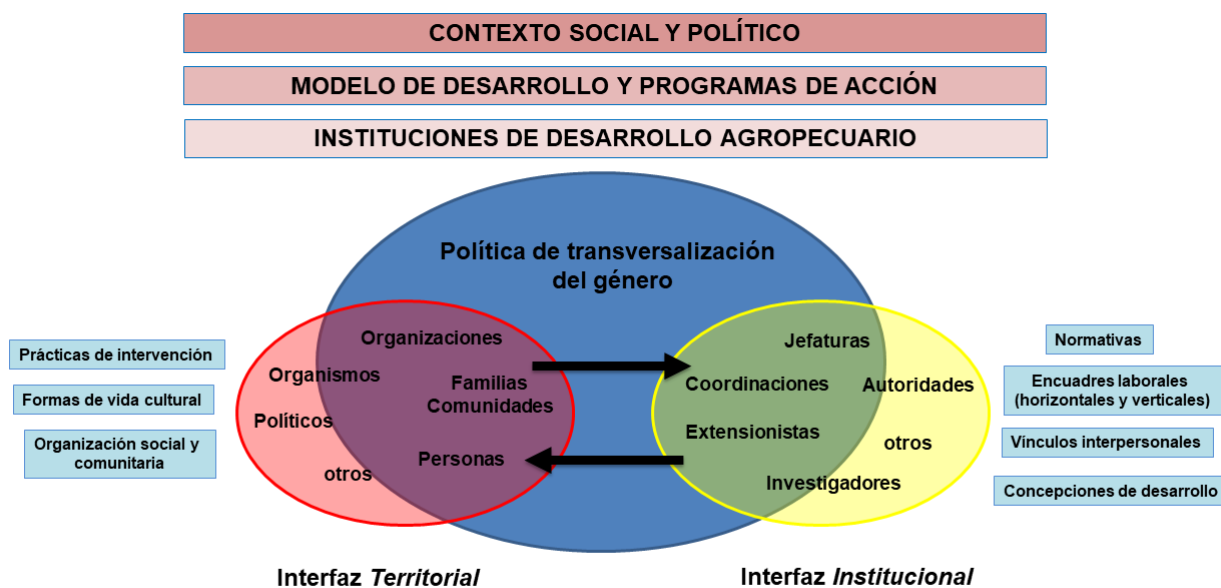 CONTEXTO SOCIAL Y POLÍTICO
MODELO DE DESARROLLO Y PROGRAMAS DE ACCIÓN
INSTITUCIONES DE DESARROLLO AGROPECUARIO
Política de transversalización
del género
Prácticas de intervención
Formas de vida cultural
Organización social y
comunitaria
Organizaciones
Organismos
Familias
Comunidades
Políticos
Personas
otros
Jefaturas
Coordinaciones
Autoridades
Extensionistas
otros
Investigadores
Normativas
Encuadres laborales
(horizontales y verticales)
Vínculos interpersonales
Concepciones de desarrollo
Interfaz Territorial
Interfaz Institucional